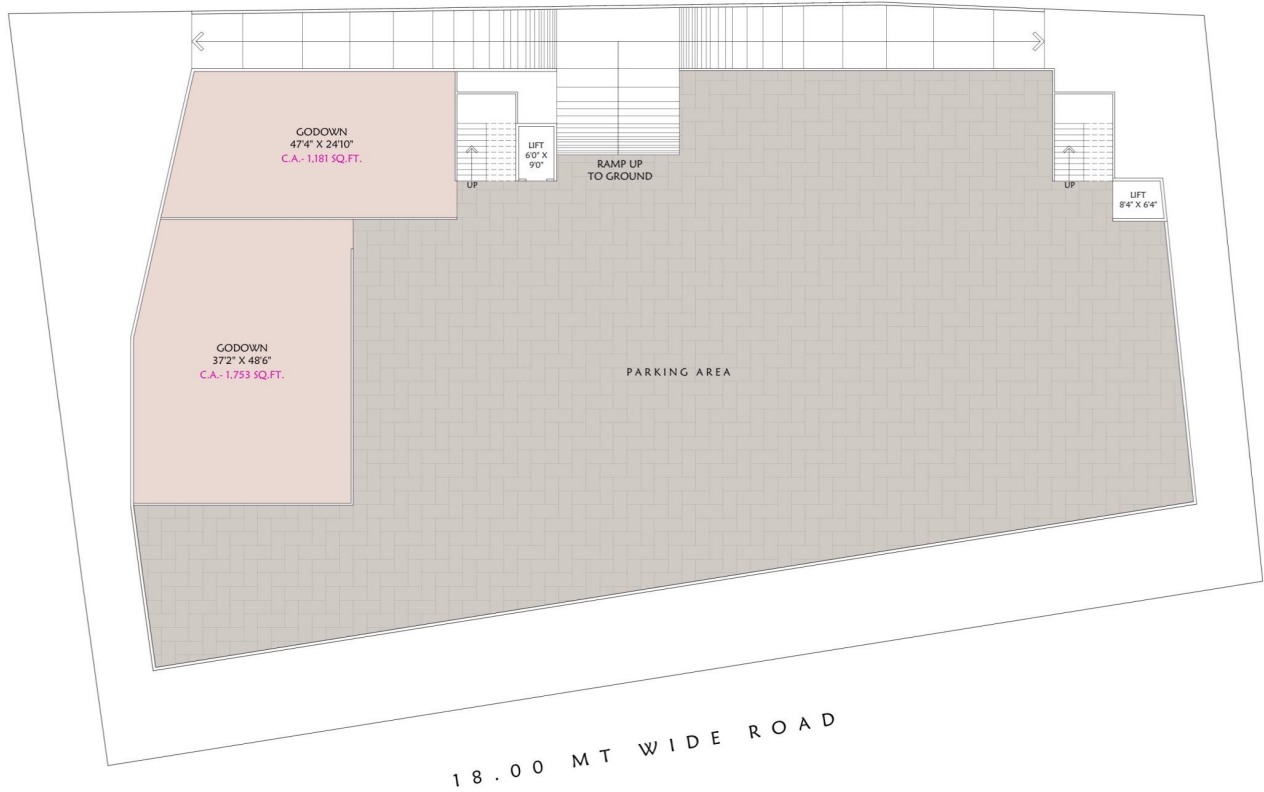 GODOWN
47'4" X 24'10"
C.A.- 1,181 SQ.FT.
LIFT
6'0" X
9'0"
UP
RAMP UP
TO GROUND
UP
LIFT
8'4" X 6'4"
GODOWN
37'2" X 48'6"
C.A.- 1,753 SQ.FT.
PARKING AREA
18.00 MT WIDE ROAD